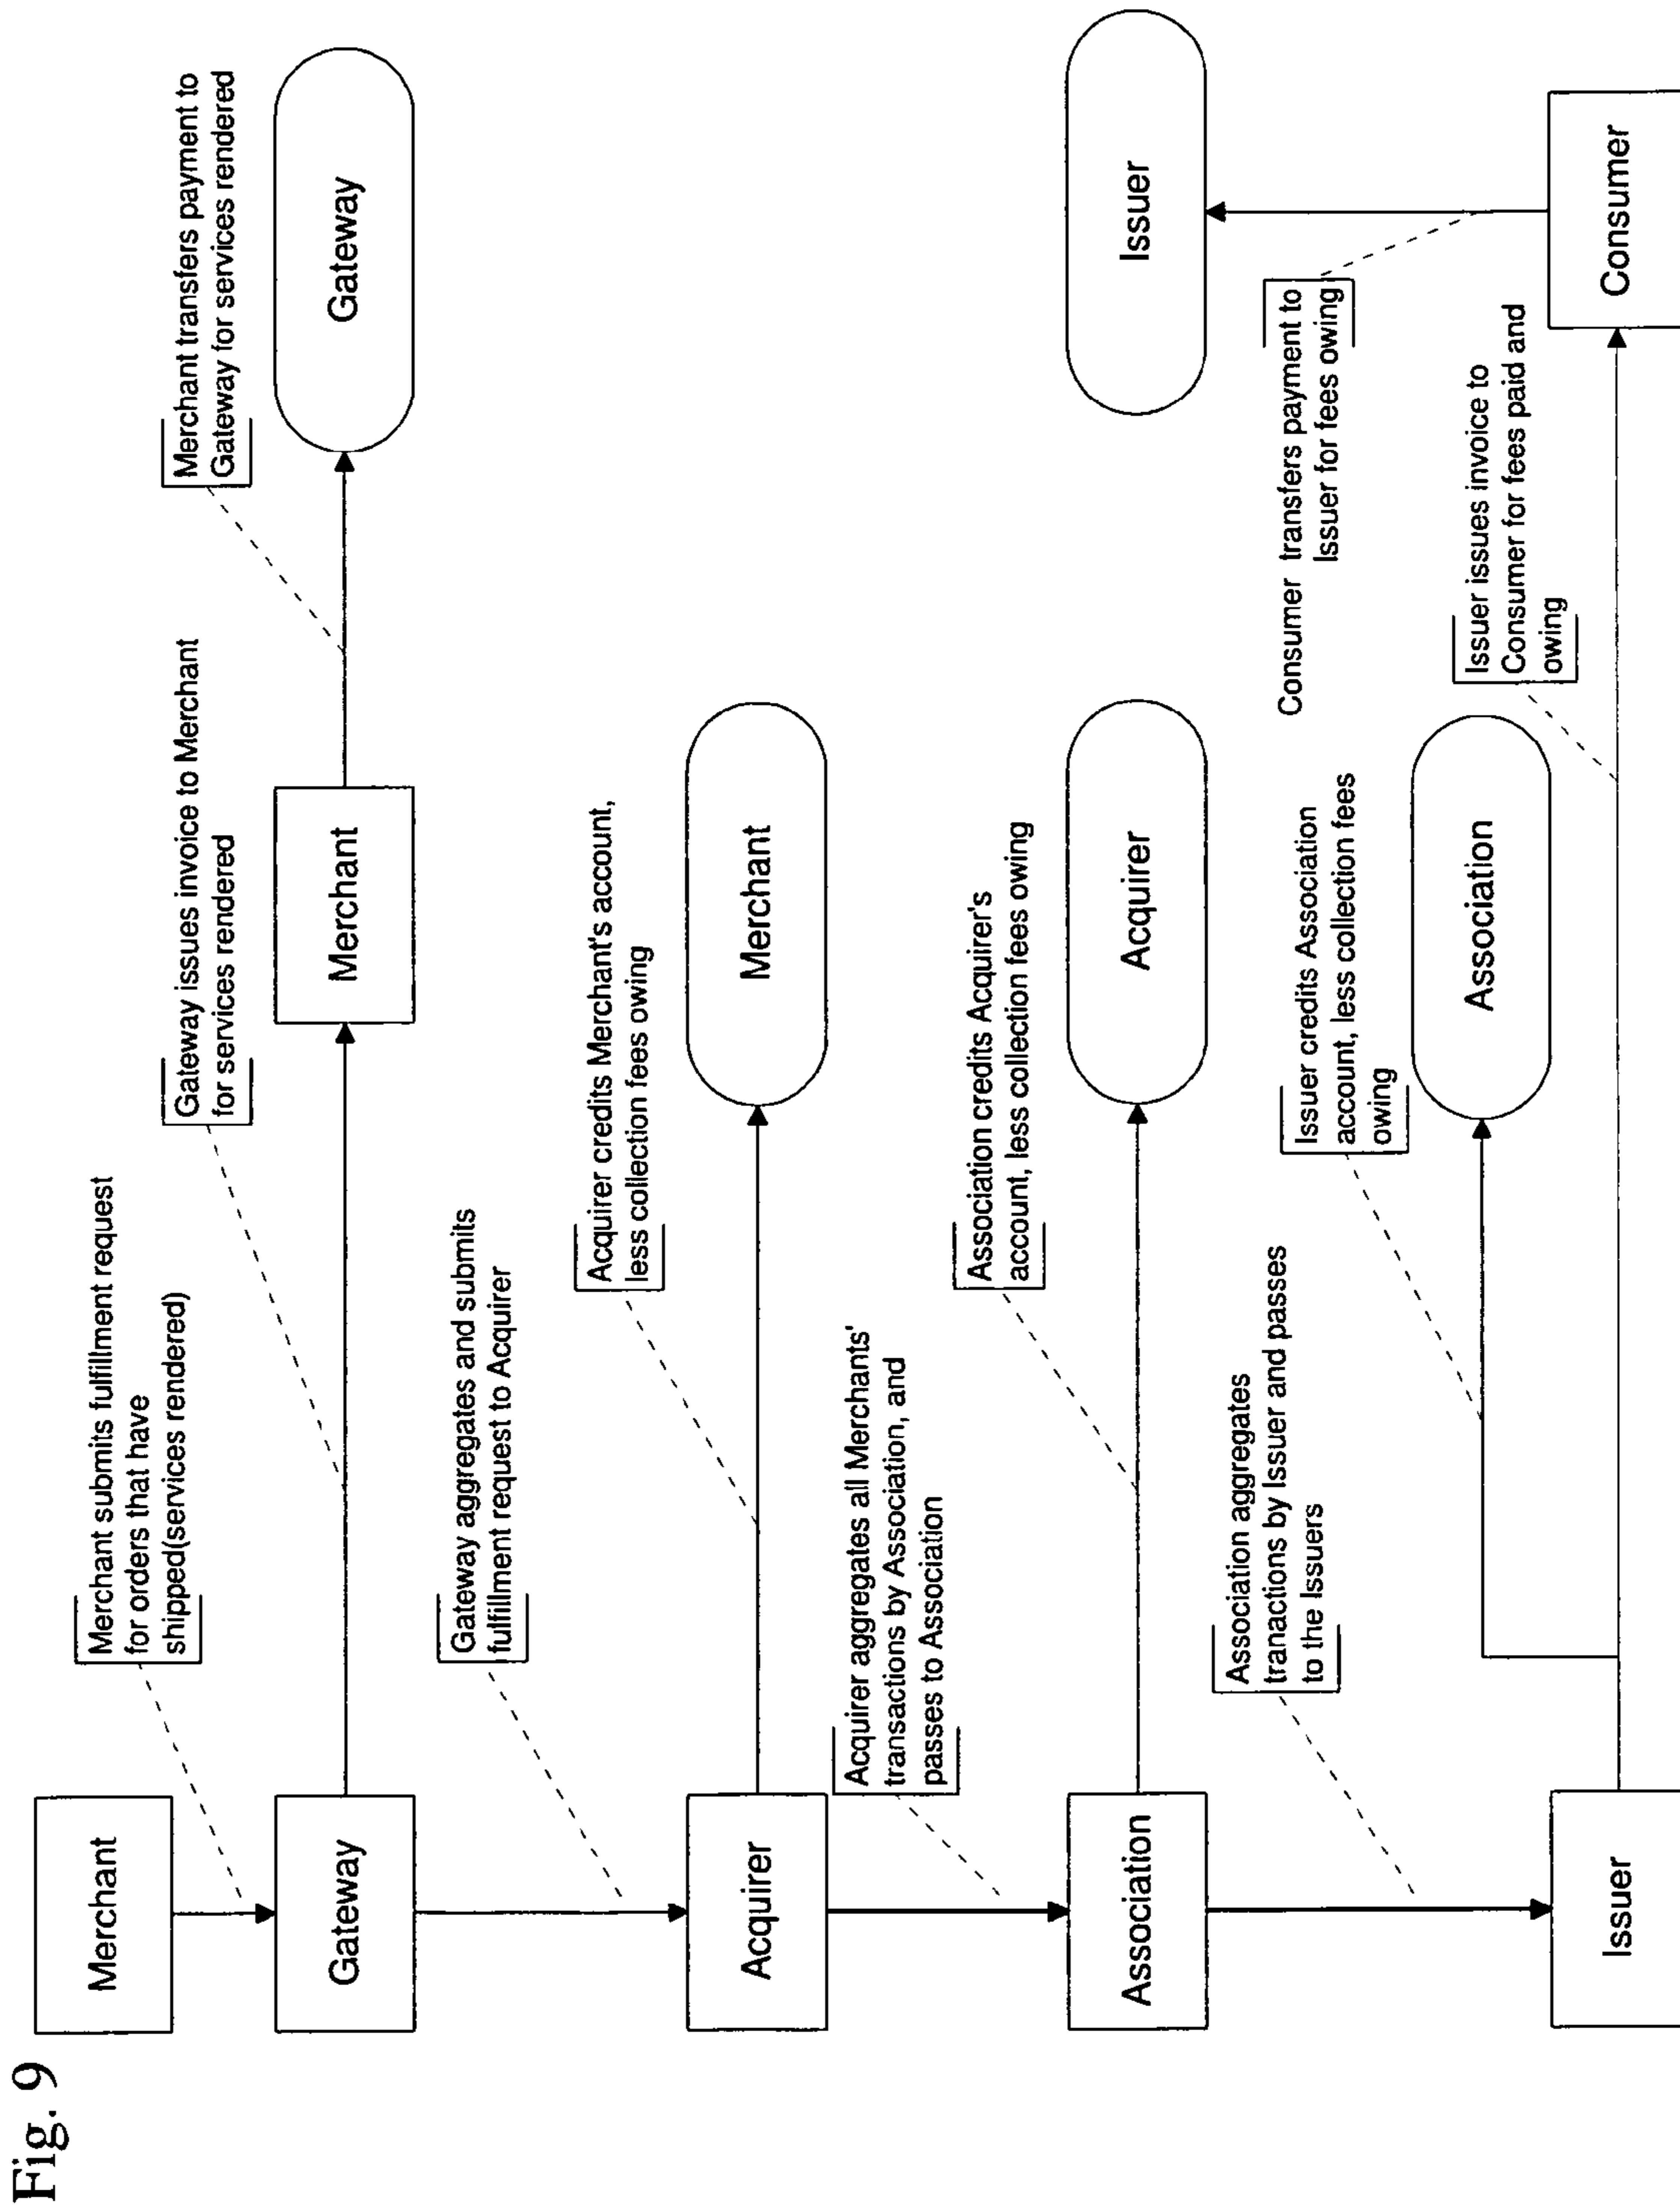 Fig. 9
Merchant
Merchant submits fulfillment request
for orders that have
shipped(services rendered)
Gateway
Gateway issues invoice to Merchant
for services rendered
Merchant
Merchant transfers payment to
Gateway for services rendered
Gateway
Gateway aggregates and submits
fulfillment request to Acquirer
Acquirer
Acquirer credits Merchant's account,
less collection fees owing
Merchant
Acquirer aggregates all Merchants'
transactions by Association, and
passes to Association
Association
Association credits Acquirer's
account, less collection fees owing
Acquirer
Issuer
Association aggregates
tranactions by Issuer and passes
to the Issuers
Issuer credits Association
account, less collection fees
owing
Association
Consumer transfers payment to
Issuer for fees owing
Issuer issues invoice to
Consumer for fees paid and
owing
Issuer
Consumer